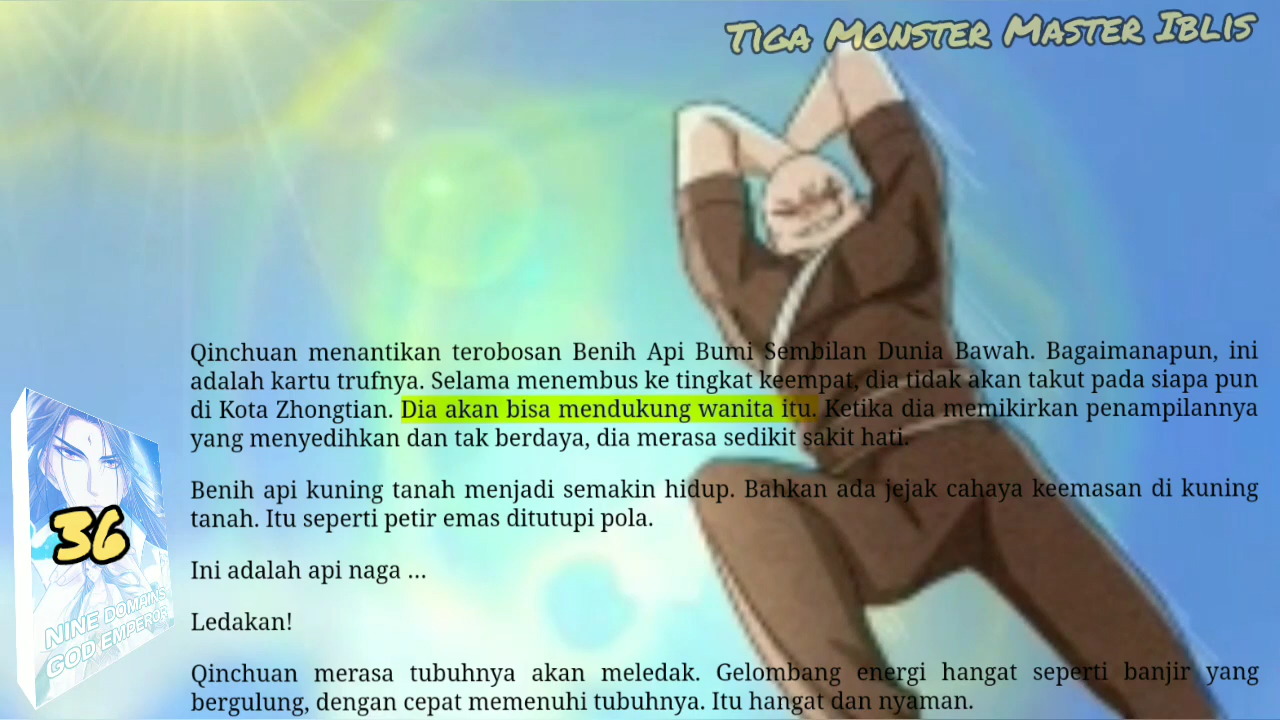 Tiga Monster Master Iblis
Qinchuan menantikan terobosan Benih Api Bumi Sembilan Dunia Bawah. Bagaimanapun, ini
adalah kartu trufnya. Selama menembus ke tingkat keempat, dia tidak akan takut pada siapa pun
di Kota Zhongtian. Dia akan bisa mendukung wanita itu. Ketika dia memikirkan penampilannya
yang menyedihkan dan tak berdaya, dia merasa sedikit sakit hati.
Benih api kuning tanah menjadi semakin hidup. Bahkan ada jejak cahaya keemasan di kuning
tanah. Itu seperti petir emas ditutupi pola.
Ini adalah api naga ...
Ledakan!
Qinchuan merasa tubuhnya akan meledak. Gelombang energi hangat seperti banjir yang
bergulung, dengan cepat memenuhi tubuhnya. Itu hangat dan nyaman.
36
NINE DOMAINS
GOD EMPEROR